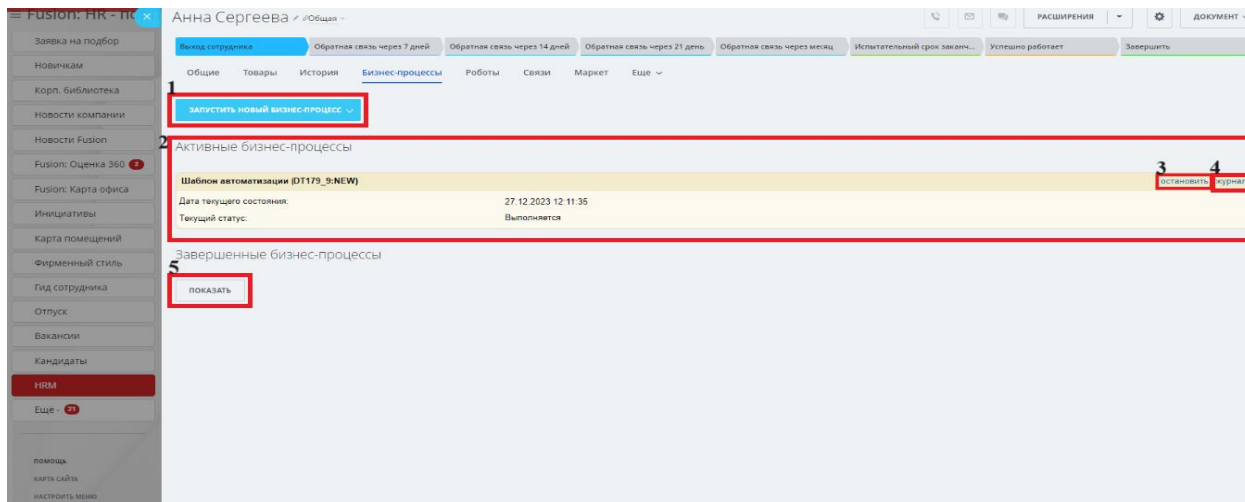 Fusion: HR - по
Анна Сергеева Общая
РАСШИРЕНИЯ
ДОКУМЕНТ
Заявка на подбор
Новичкам
Корп. библиотека
Новости компании
Новости Fusion
Fusion: Оценка 360 2
Fusion: Карта офиса
Инициативы
Карта помещений
Фирменный стиль
Гид сотрудника
Отпуск
Вакансии
Кандидаты
HRM
Еще - 21
ПОМОЩЬ
КАРТА САЙТА
НАСТРОИТЬ МЕНЮ
Выход сотрудника Обратная связь через 7 дней Обратная связь через 14 дней Обратная связь через 21 день Обратная связь через месяц Испытательный срок законч... Успешно работает Завершить
Общие Товары История Бизнес-процессы Роботы Связи Маркет Еще
1
ЗАПУСТИТЬ НОВЫЙ БИЗНЕС-ПРОЦЕСС
2
Активные бизнес-процессы
3 4
Шаблон автоматизации (DT179_9:NEW) остановить журнал
Дата текущего состояния: 27.12.2023 12:11:35
Текущий статус: Выполняется
Завершенные бизнес-процессы
5
ПОКАЗАТЬ